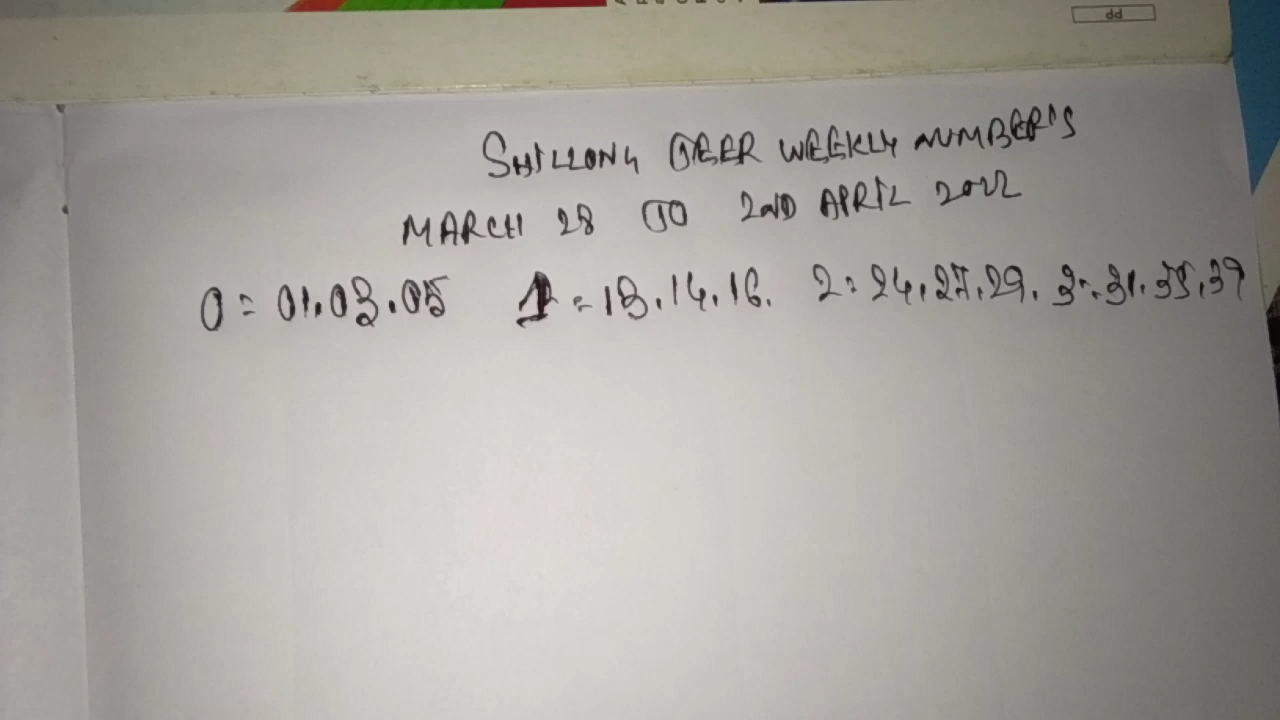 SHILLONG TEER WEEKLY NUMBER'S
MARCH 28 TO 2ND APRIL 2022
0 = 01.03.05 1 = 13.14.16. 2 = 24.27.29. 3 = .31.35.39